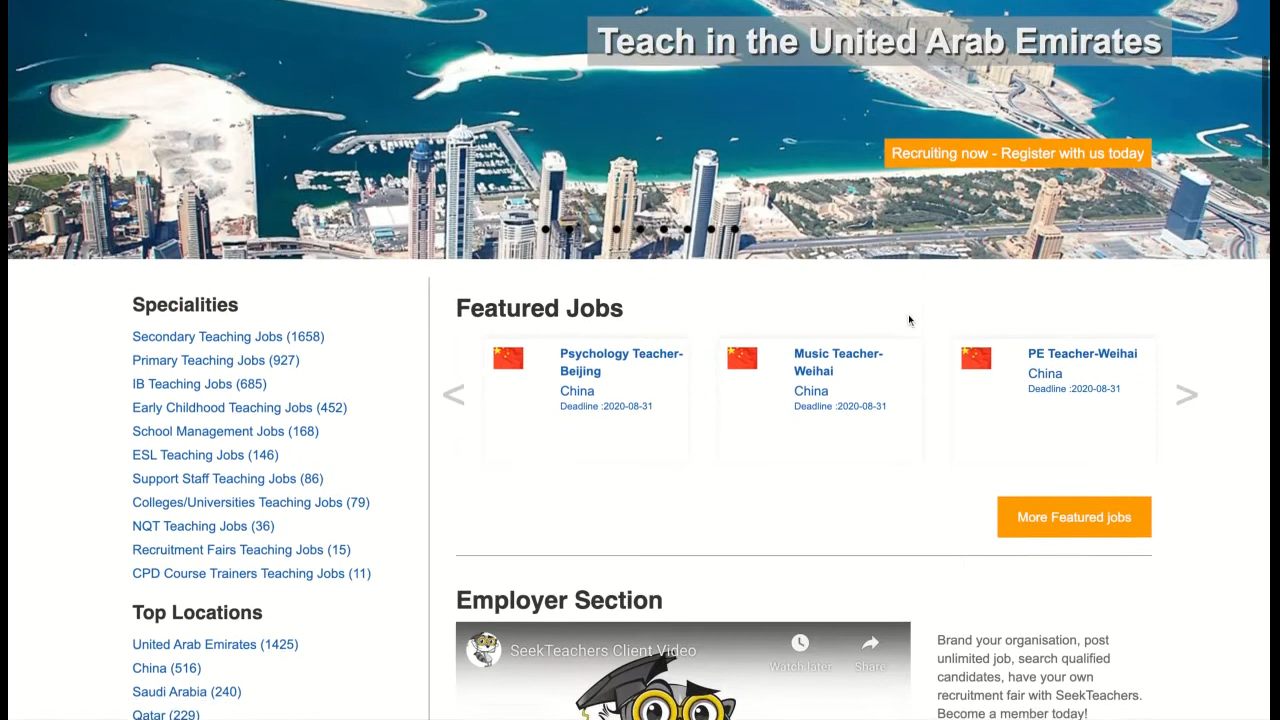 Teach in the United Arab Emirates
Recruiting now - Register with us today
Specialities
Secondary Teaching Jobs (1658)
Primary Teaching Jobs (927)
IB Teaching Jobs (685)
Early Childhood Teaching Jobs (452)
School Management Jobs (168)
ESL Teaching Jobs (146)
Support Staff Teaching Jobs (86)
Colleges/Universities Teaching Jobs (79)
NQT Teaching Jobs (36)
Recruitment Fairs Teaching Jobs (15)
CPD Course Trainers Teaching Jobs (11)
Top Locations
United Arab Emirates (1425)
China (516)
Saudi Arabia (240)
Qatar (229)
Featured Jobs
<
Psychology Teacher-
Beijing
China
Deadline :2020-08-31
Music Teacher-
Weihai
China
Deadline :2020-08-31
PE Teacher-Weihai
China
Deadline :2020-08-31
>
More Featured jobs
Employer Section
SeekTeachers Client Video
Watch later
Share
Brand your organisation, post
unlimited job, search qualified
candidates, have your own
recruitment fair with SeekTeachers.
Become a member today!